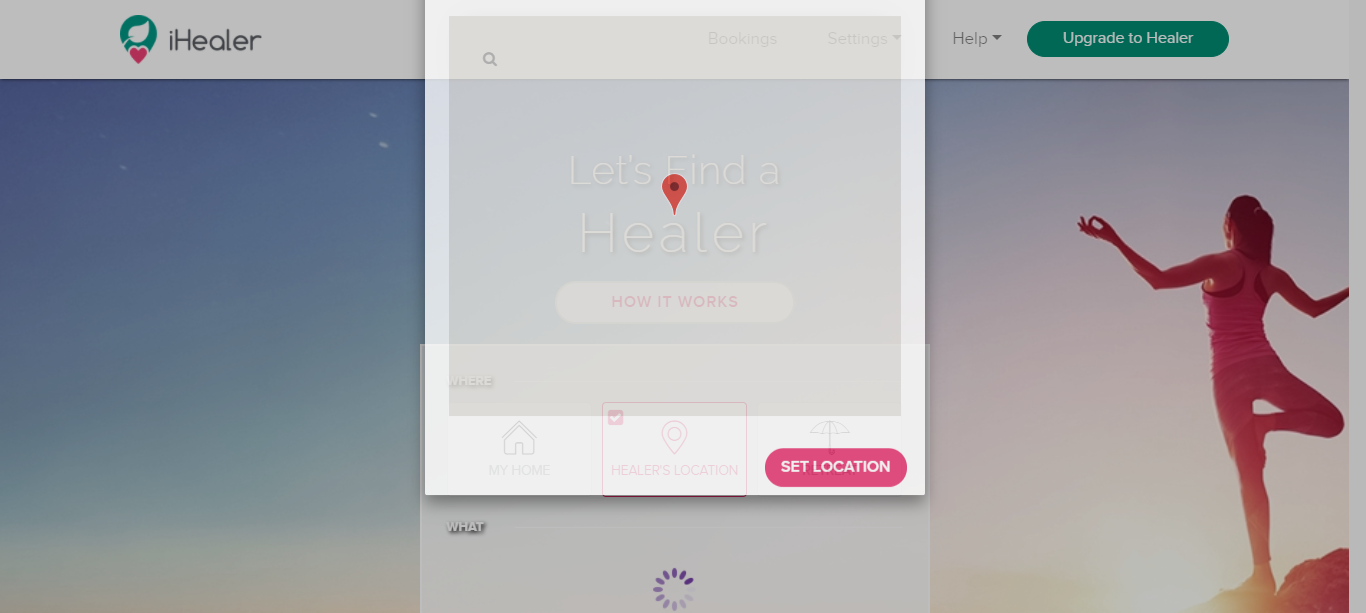 iHealer
Bookings
Settings
Help
Upgrade to Healer
Let's Find a
Healer
HOW IT WORKS
WHERE
MY HOME
HEALER'S LOCATION
SET LOCATION
WHAT